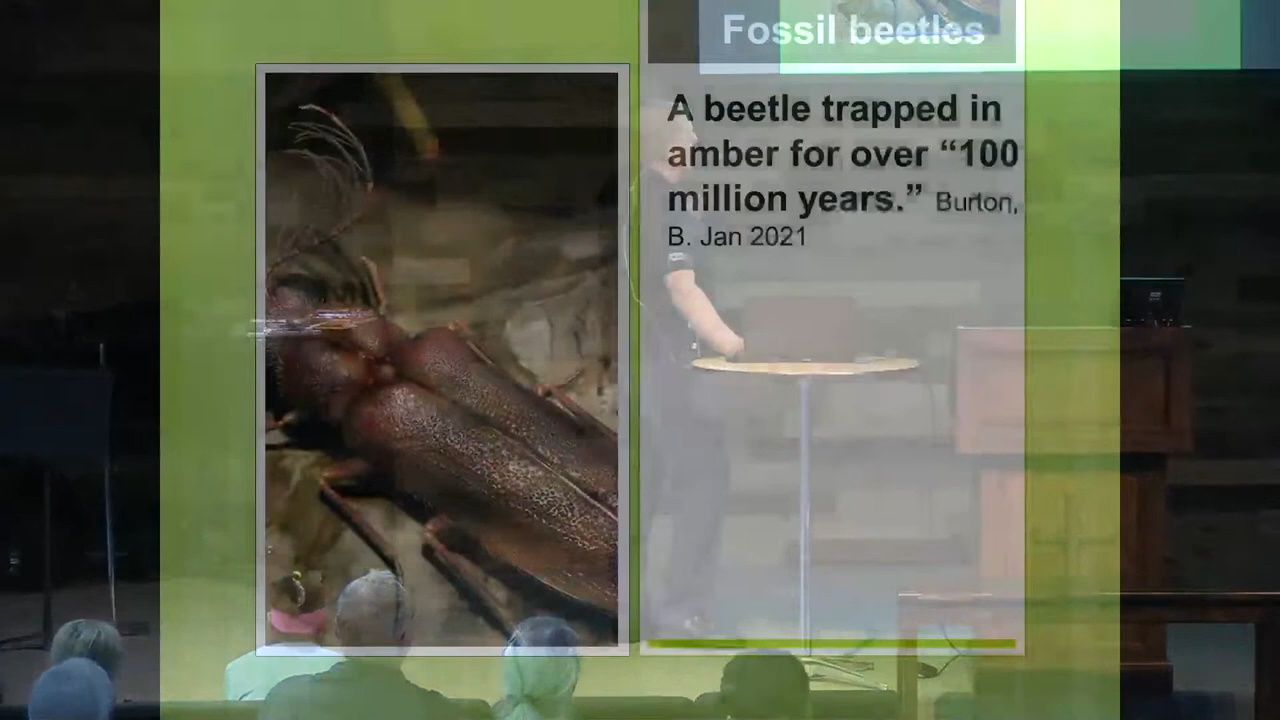 Fossil beetles
A beetle trapped in
amber for over “100
million years.” Burton,
B. Jan 2021